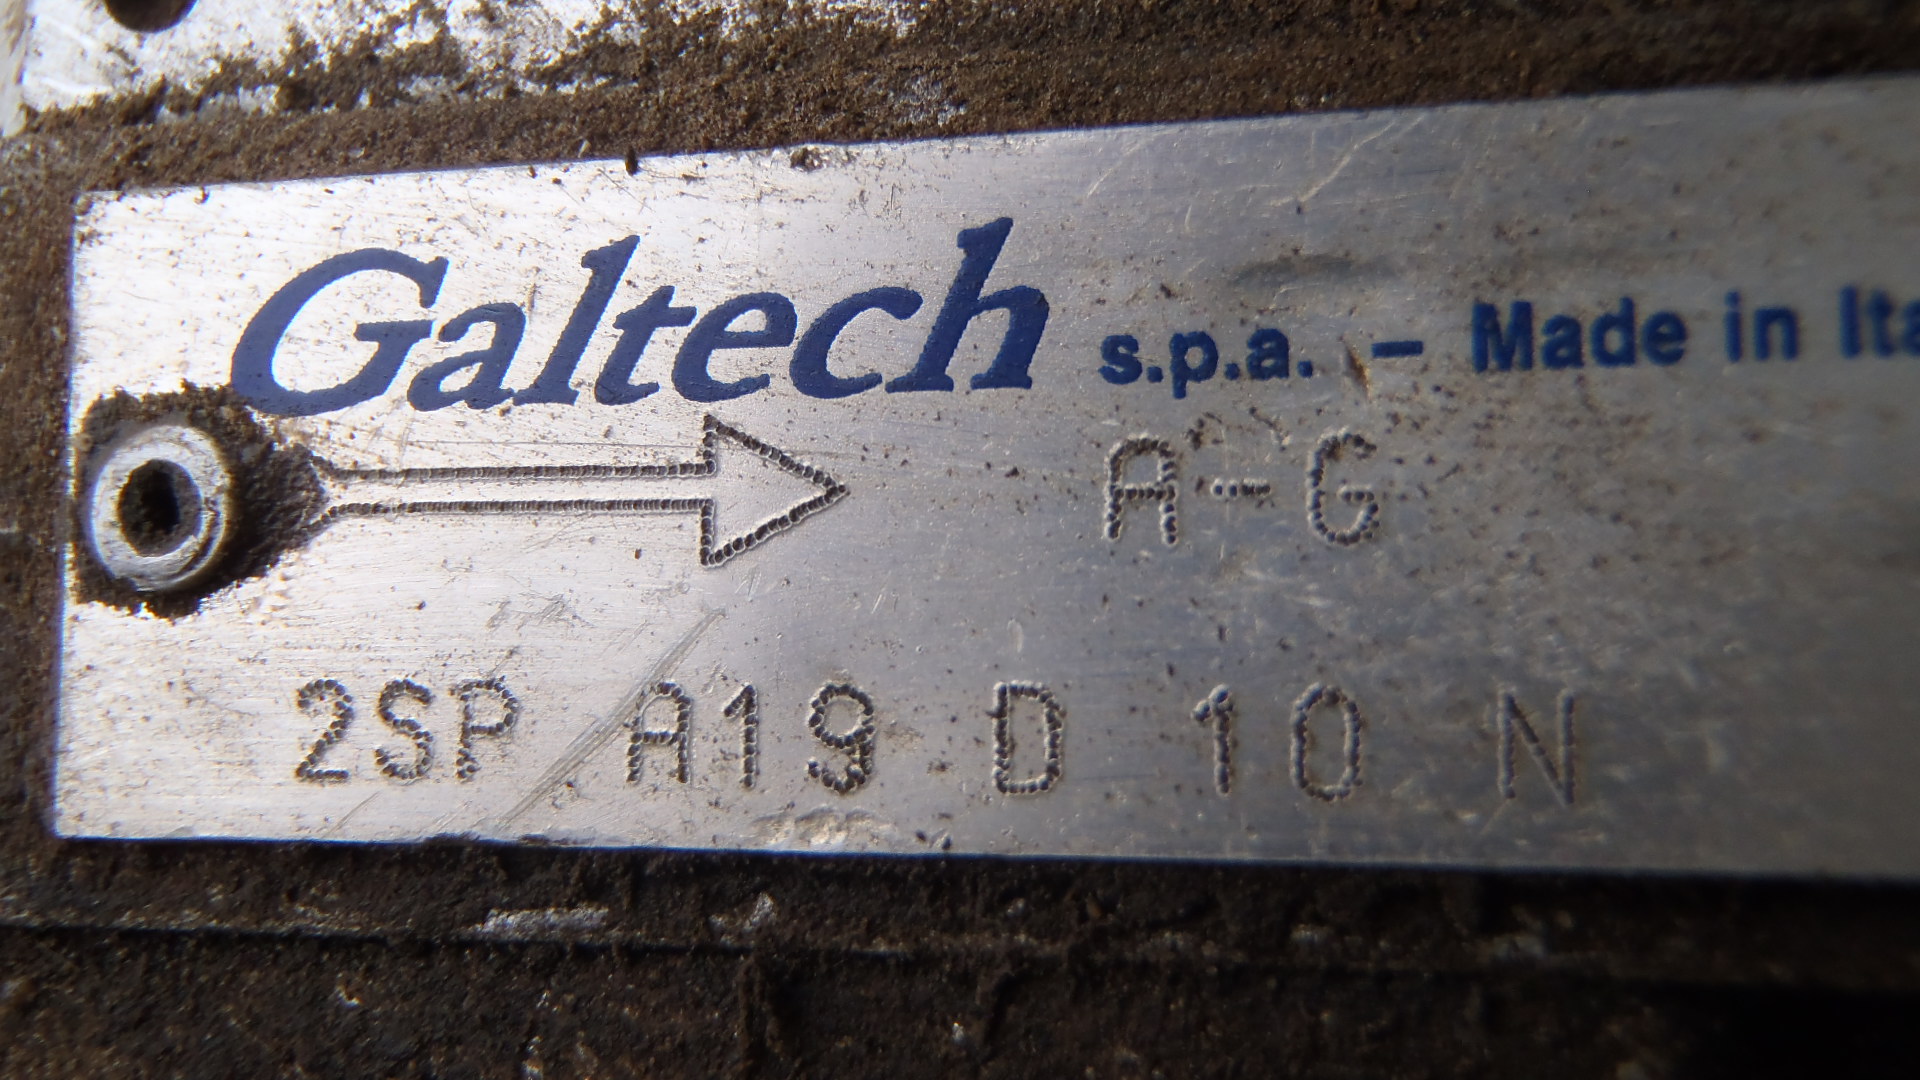 Galtech s.p.a. - Made in Ita
A-G
2SP A19 D 10 N